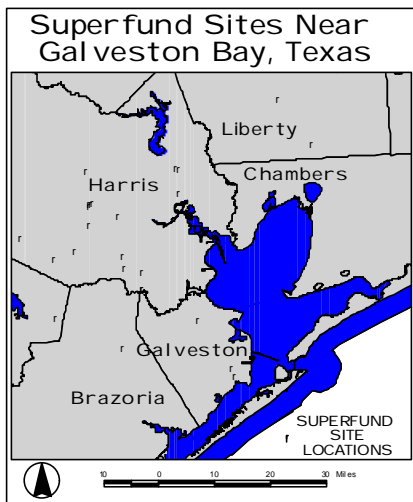 Superfund Sites Near
Galveston Bay, Texas
Liberty
Chambers
Harris
Galveston
Brazoria
r SUPERFUND
SITE
LOCATIONS
10 0 10 20 30 Miles